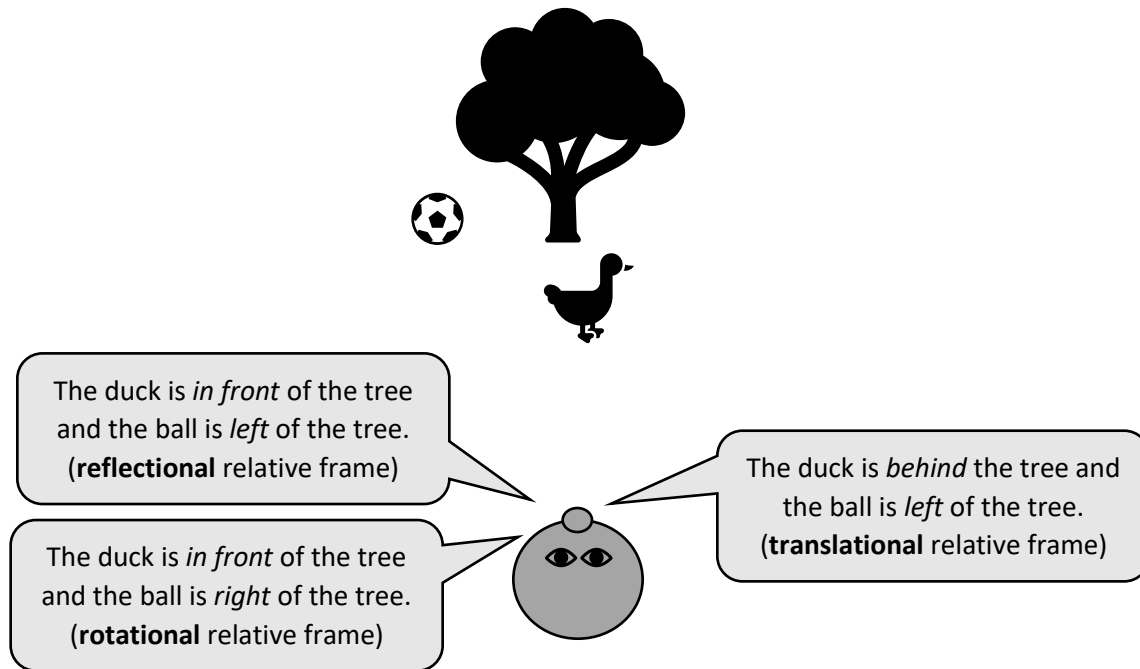 The duck is in front of the tree
and the ball is left of the tree.
(reflectional relative frame)
The duck is behind the tree and
the ball is left of the tree.
(translational relative frame)
The duck is in front of the tree
and the ball is right of the tree.
(rotational relative frame)